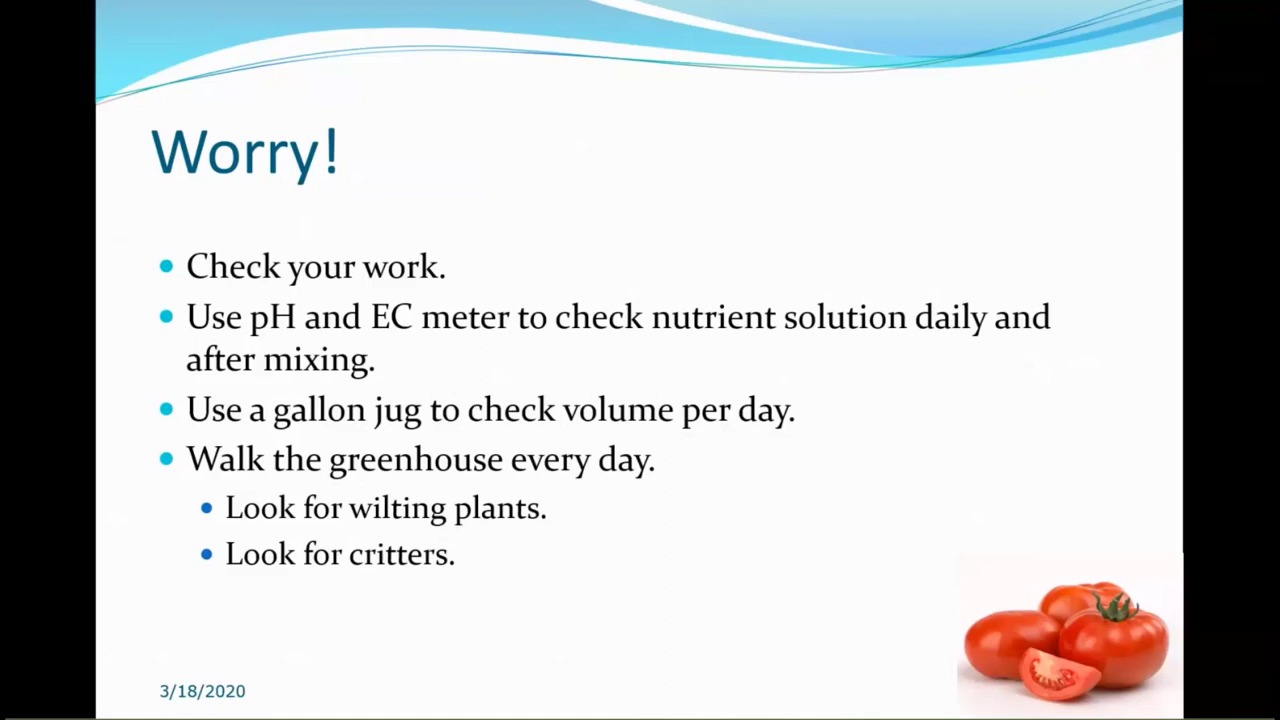 Worry!
Check your work.
Use pH and EC meter to check nutrient solution daily and
after mixing.
Use a gallon jug to check volume per day.
Walk the greenhouse every day.
Look for wilting plants.
Look for critters.
3/18/2020